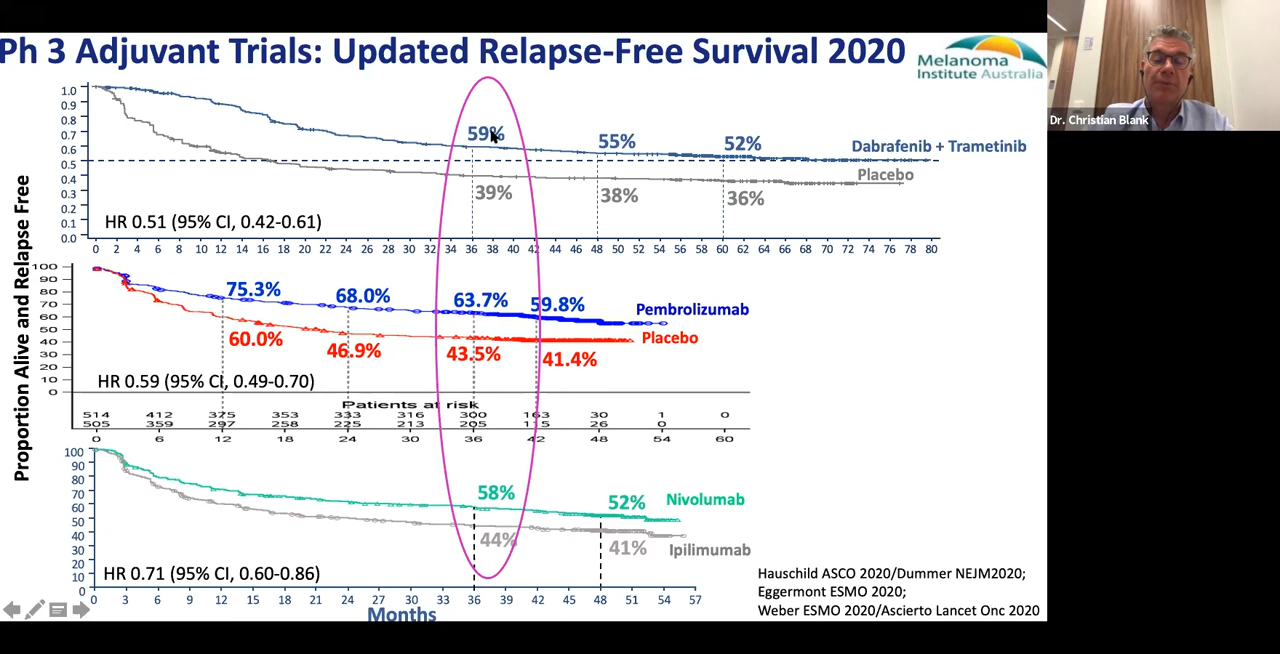 Ph 3 Adjuvant Trials: Updated Relapse-Free Survival 2020
Melanoma
Institute Australia
Dr. Christian Blank
Proportion Alive and Relapse Free
1.0
0.9
0.8
0.7
0.6
0.5
0.4
0.3
0.2
0.1
0.0
59%
55%
52%
Dabrafenib + Trametinib
39%
38%
36%
Placebo
HR 0.51 (95% CI, 0.42-0.61)
0 2 4 6 8 10 12 14 16 18 20 22 24 26 28 30 32 34 36 38 40 42 44 46 48 50 52 54 56 58 60 62 64 66 68 70 72 74 76 78 80
100
90
80
70
60
50
40
30
20
10
0
75.3%
68.0%
63.7%
59.8%
Pembrolizumab
60.0%
46.9%
43.5%
41.4%
Placebo
HR 0.59 (95% CI, 0.49-0.70)
Patients at risk
514 412 375 353 333 316 300 163 30 1 0
505 359 297 258 230 213 205 115 26 0
0 6 12 18 24 30 36 42 48 54 60
100
90
80
70
60
50
40
30
20
10
0
58%
52%
Nivolumab
44%
41%
Ipilimumab
HR 0.71 (95% CI, 0.60-0.86)
0 3 6 9 12 15 18 21 24 27 30 33 36 39 42 45 48 51 54 57
Months
Hauschild ASCO 2020/Dummer NEJM2020;
Eggermont ESMO 2020;
Weber ESMO 2020/Ascierto Lancet Onc 2020